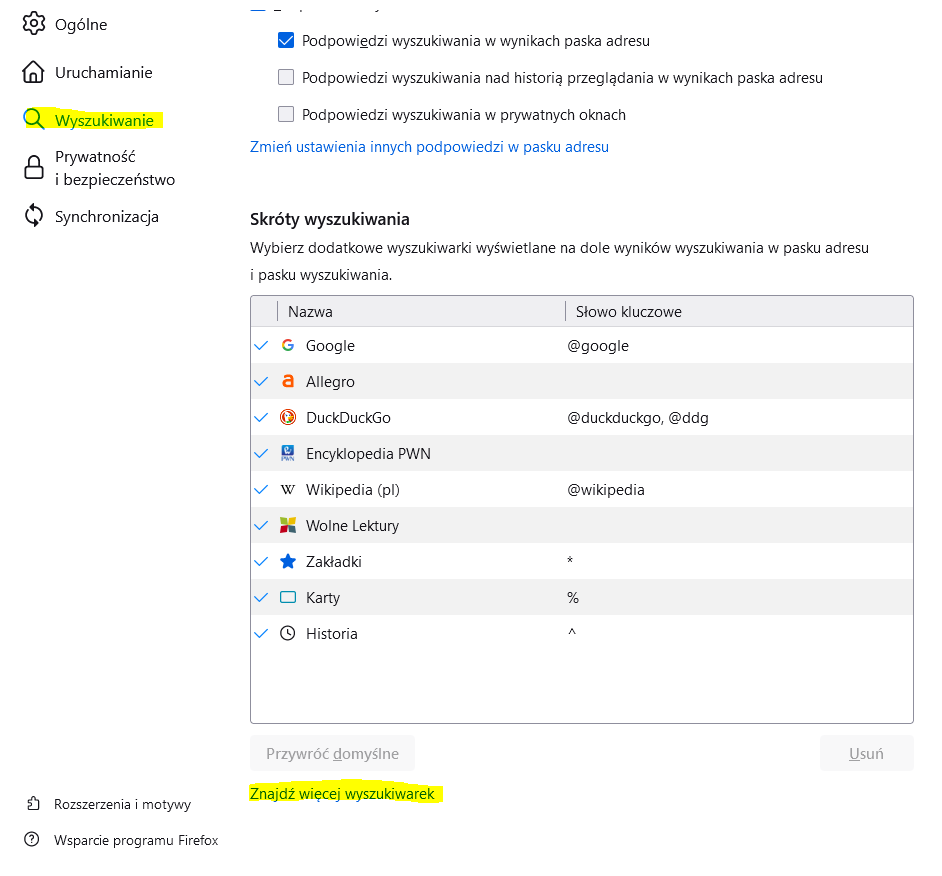 Ogólne
Uruchamianie
Wyszukiwanie
Prywatność
i bezpieczeństwo
Synchronizacja
Podpowiedzi wyszukiwania w wynikach paska adresu
Podpowiedzi wyszukiwania nad historią przeglądania w wynikach paska adresu
Podpowiedzi wyszukiwania w prywatnych oknach
Zmień ustawienia innych podpowiedzi w pasku adresu
Skróty wyszukiwania
Wybierz dodatkowe wyszukiwarki wyświetlane na dole wyników wyszukiwania w pasku adresu
i pasku wyszukiwania.
Nazwa Słowo kluczowe
Google @google
Allegro
DuckDuckGo @duckduckgo, @ddg
Encyklopedia PWN
Wikipedia (pl) @wikipedia
Wolne Lektury
Zakładki *
Karty %
Historia ^
Przywróć domyślne Usuń
Znajdź więcej wyszukiwarek
Rozszerzenia i motywy
Wsparcie programu Firefox